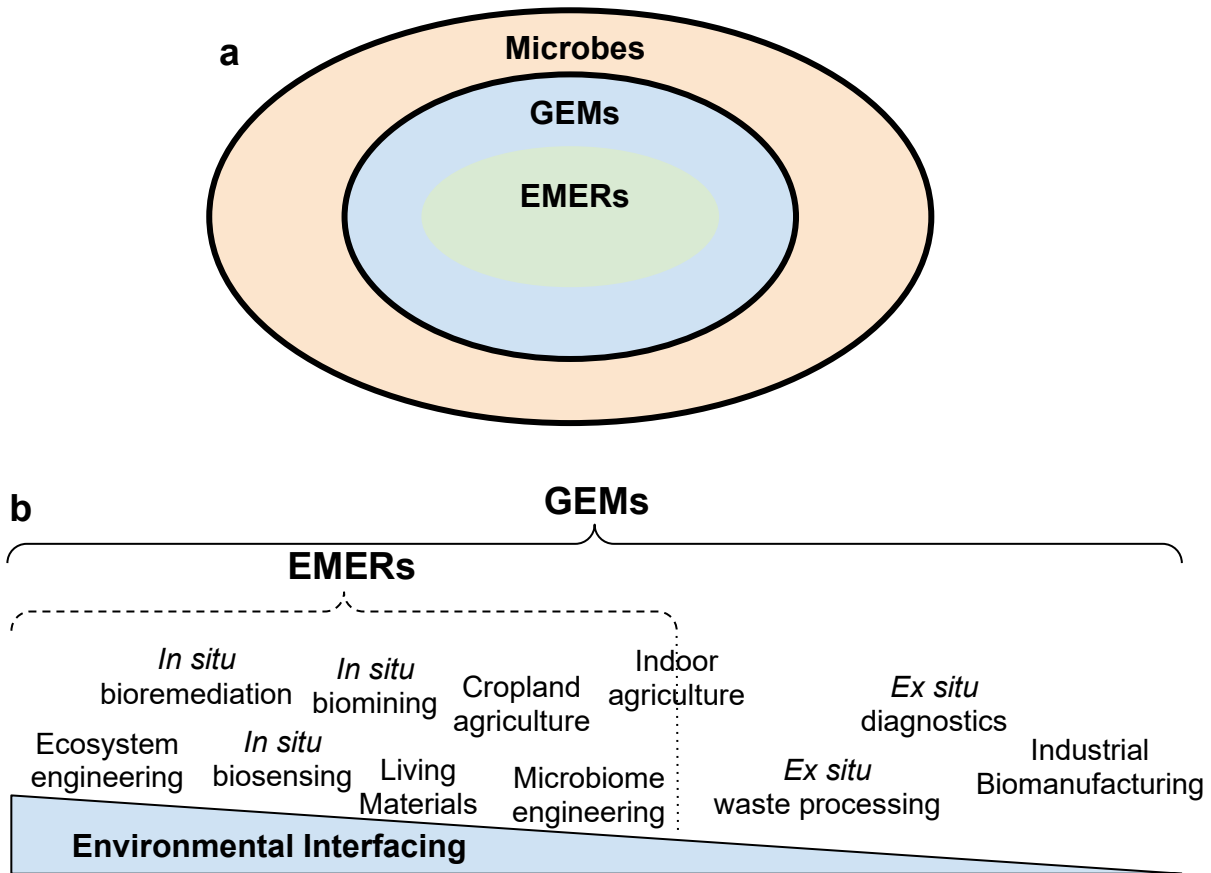 a
Microbes
GEMs
EMERs
b
GEMs
EMERs
In situ
bioremediation
In situ
biomining
Cropland
agriculture
Indoor
agriculture
Ex situ
diagnostics
Ecosystem
engineering
In situ
biosensing
Living
Materials
Microbiome
engineering
Ex situ
waste processing
Industrial
Biomanufacturing
Environmental Interfacing